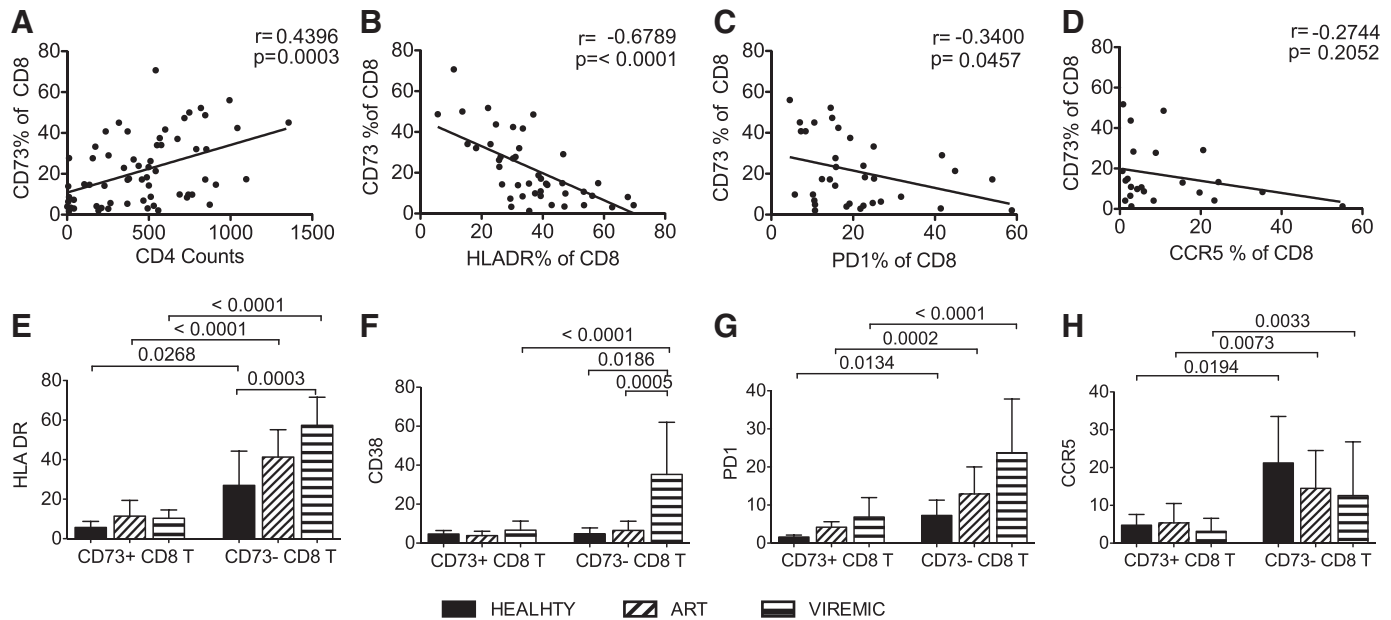 A
r= 0.4396
p=0.0003
CD73% of CD8
80
60
40
20
0
0 500 1000 1500
CD4 Counts
B
r= -0.6789
p=< 0.0001
CD73 %of CD8
80
60
40
20
0
0 20 40 60 80
HLADR% of CD8
C
r= -0.3400
p= 0.0457
CD73 % of CD8
80
60
40
20
0
0 20 40 60
PD1% of CD8
D
r= -0.2744
p= 0.2052
CD73% of CD8
80
60
40
20
0
0 20 40 60
CCR5 % of CD8
E
< 0.0001
< 0.0001
0.0268
0.0003
HLA DR
80
60
40
20
0
CD73+ CD8 T CD73- CD8 T
F
< 0.0001
0.0186
0.0005
CD38
80
60
40
20
0
CD73+ CD8 T CD73- CD8 T
G
< 0.0001
0.0002
0.0134
PD1
40
30
20
10
0
CD73+ CD8 T CD73- CD8 T
H
0.0033
0.0073
0.0194
CCR5
40
30
20
10
0
CD73+ CD8 T CD73- CD8 T
HEALHTY ART VIREMIC